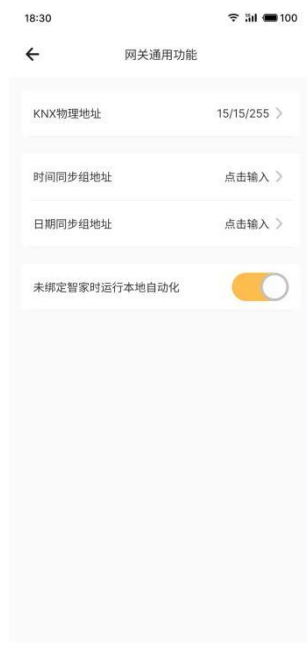 18:30
100
网关通用功能
KNX物理地址 15/15/255
时间同步组地址 点击输入
日期同步组地址 点击输入
未绑定智家时运行本地自动化